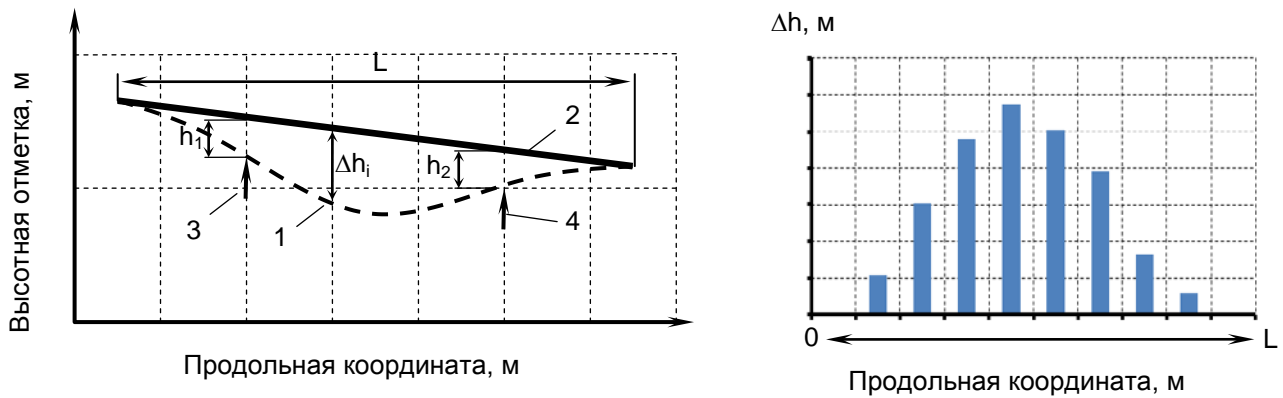 Высотная отметка, м
L
h1
Δhi
h2
2
3
1
4
Продольная координата, м
Δh, м
0
L
Продольная координата, м